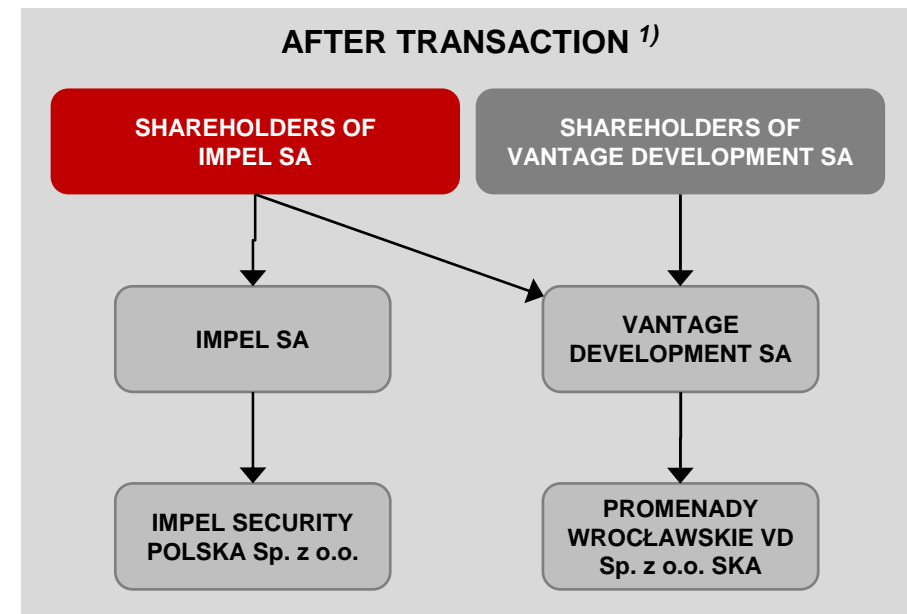 AFTER TRANSACTION 1)
SHAREHOLDERS OF
IMPEL SA
SHAREHOLDERS OF
VANTAGE DEVELOPMENT SA
IMPEL SA
VANTAGE
DEVELOPMENT SA
IMPEL SECURITY
POLSKA Sp. z o.o.
PROMENADY
WROCŁAWSKIE VD
Sp. z o.o. SKA